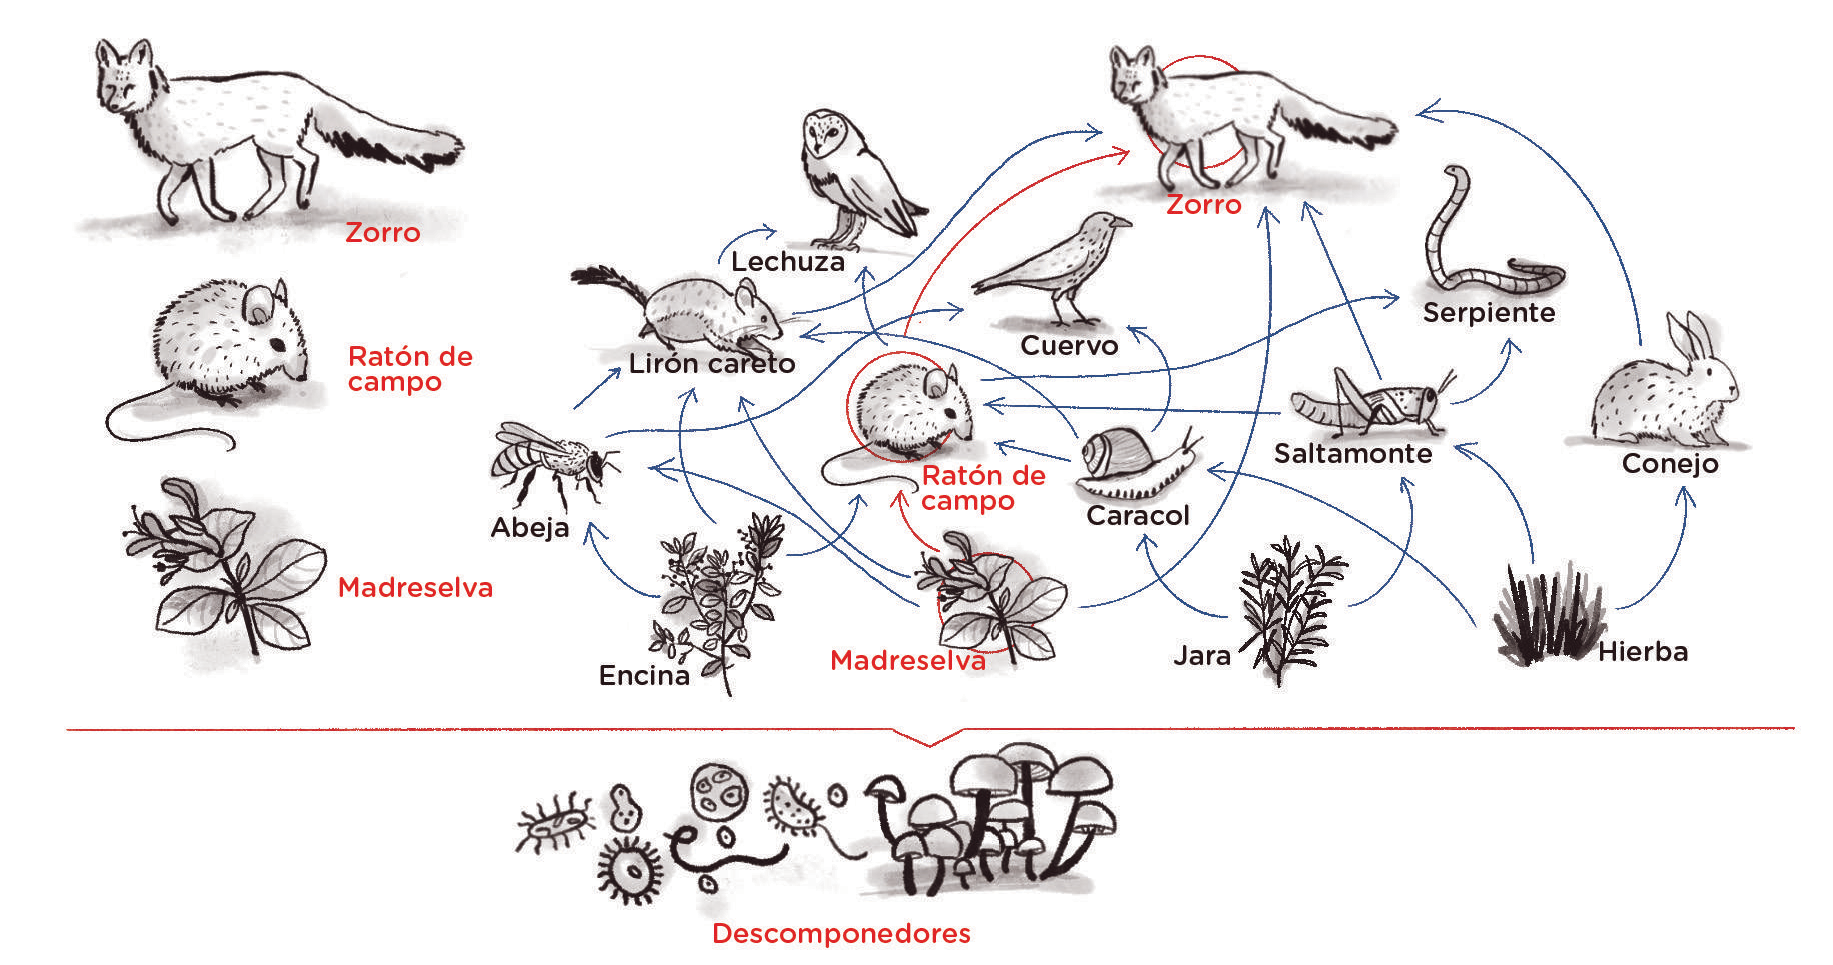 Zorro
Ratón de
campo
Madreselva
Zorro
Lechuza
Serpiente
Cuervo
Lirón careto
Saltamonte
Conejo
Ratón de
campo
Caracol
Abeja
Jara
Hierba
Madreselva
Encina
Descomponedores